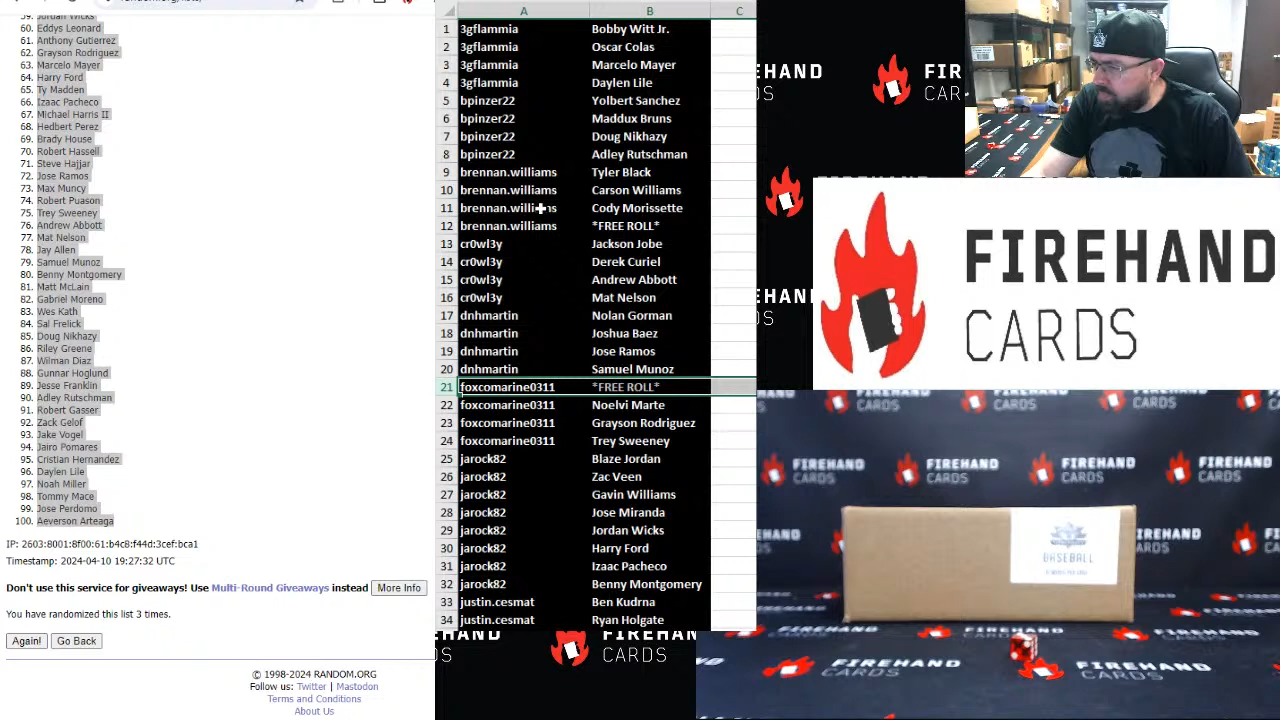 60. Eddys Leonard
61. Anthony Gutierrez
62. Grayson Rodriguez
63. Marcelo Mayer
64. Harry Ford
65. Ty Madden
66. Izaac Pacheco
67. Michael Harris II
68. Hedbert Perez
69. Brady House
70. Robert Hassell
71. Steve Hajjar
72. Jose Ramos
73. Max Muncy
74. Robert Puason
75. Trey Sweeney
76. Andrew Abbott
77. Mat Nelson
78. Jay Allen
79. Samuel Munoz
80. Benny Montgomery
81. Matt McLain
82. Gabriel Moreno
83. Wes Kath
84. Sal Frelick
85. Doug Nikhazy
86. Riley Greene
87. Wilman Diaz
88. Gunnar Hoglund
89. Jesse Franklin
90. Adley Rutschman
91. Robert Gasser
92. Zack Gelof
93. Jake Vogel
94. Jairo Pomares
95. Cristian Hernandez
96. Daylen Lile
97. Noah Miller
98. Tommy Mace
99. Jose Perdomo
100. Aeverson Arteaga
IP: 2603:8001:8f00:61:b4c8:f44d:3cef:bca1
Timestamp: 2024-04-10 19:27:32 UTC
Don't use this service for giveaways! Use Multi-Round Giveaways instead More Info
You have randomized this list 3 times.
Again! Go Back
© 1998-2024 RANDOM.ORG
Follow us: Twitter | Mastodon
Terms and Conditions
About Us
A B C
1 3gflammia Bobby Witt Jr.
2 3gflammia Oscar Colas
3 3gflammia Marcelo Mayer
4 3gflammia Daylen Lile
5 bpinzer22 Yolbert Sanchez
6 bpinzer22 Maddux Bruns
7 bpinzer22 Doug Nikhazy
8 bpinzer22 Adley Rutschman
9 brennan.williams Tyler Black
10 brennan.williams Carson Williams
11 brennan.williams Cody Morissette
12 brennan.williams *FREE ROLL*
13 cr0wl3y Jackson Jobe
14 cr0wl3y Derek Curiel
15 cr0wl3y Andrew Abbott
16 cr0wl3y Mat Nelson
17 dnhmartin Nolan Gorman
18 dnhmartin Joshua Baez
19 dnhmartin Jose Ramos
20 dnhmartin Samuel Munoz
21 foxcomarine0311 *FREE ROLL*
22 foxcomarine0311 Noelvi Marte
23 foxcomarine0311 Grayson Rodriguez
24 foxcomarine0311 Trey Sweeney
25 jarock82 Blaze Jordan
26 jarock82 Zac Veen
27 jarock82 Gavin Williams
28 jarock82 Jose Miranda
29 jarock82 Jordan Wicks
30 jarock82 Harry Ford
31 jarock82 Izaac Pacheco
32 jarock82 Benny Montgomery
33 justin.cesmat Ben Kudrna
34 justin.cesmat Ryan Holgate
FIREHAND
CARDS
FIREHAND
CARDS
BASEBALL
FIREHAND
CARDS
FIREHAND
CARDS
FIREHAND
CARDS
FIREHAND
CARDS